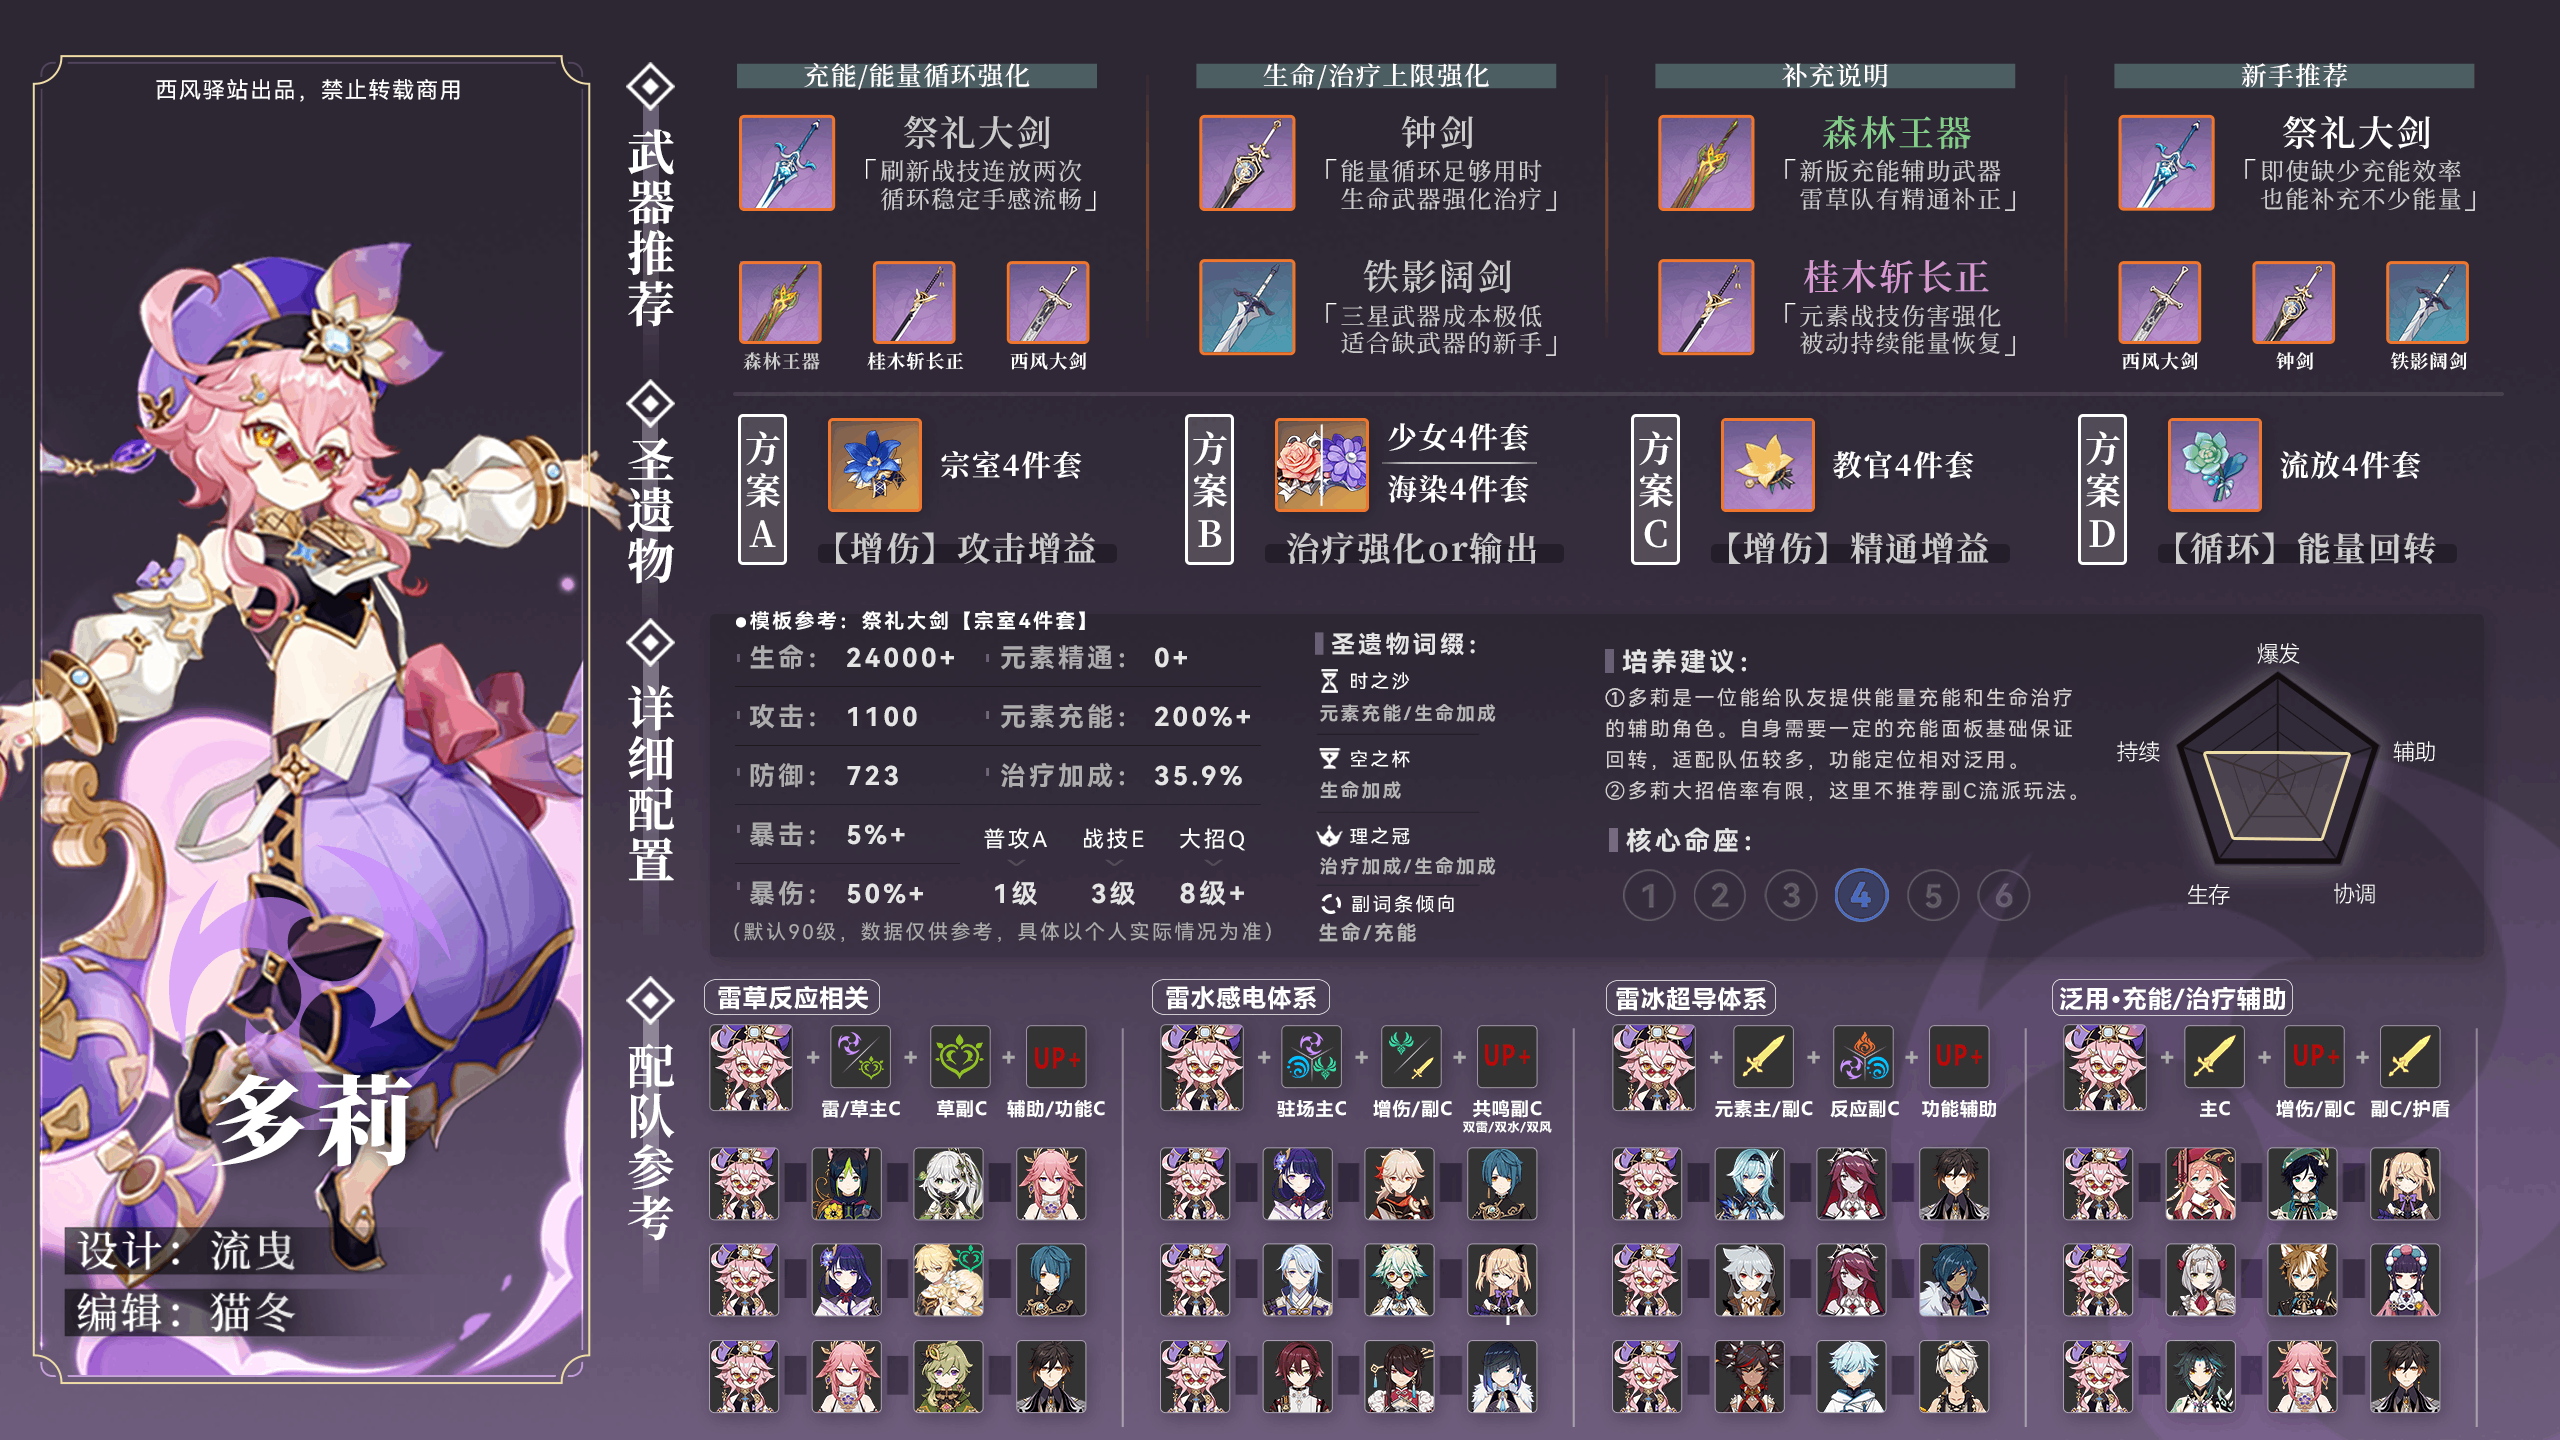 西风驿站出品，禁止转载商用
多莉
设计：流曳
编辑：猫冬
武器推荐
充能/能量循环强化
祭礼大剑
「刷新战技连放两次
循环稳定手感流畅」
森林王器
桂木斩长正
西风大剑
生命/治疗上限强化
钟剑
「能量循环足够用时
生命武器强化治疗」
铁影阔剑
「三星武器成本极低
适合缺武器的新手」
补充说明
森林王器
「新版充能辅助武器
雷草队有精通补正」
桂木斩长正
「元素战技伤害强化
被动持续能量恢复」
新手推荐
祭礼大剑
「即使缺少充能效率
也能补充不少能量」
西风大剑
钟剑
铁影阔剑
圣遗物
方案A
宗室4件套
【增伤】攻击增益
方案B
少女4件套
海染4件套
治疗强化or输出
方案C
教官4件套
【增伤】精通增益
方案D
流放4件套
【循环】能量回转
详细配置
●模板参考：祭礼大剑【宗室4件套】
生命：24000+ 元素精通：0+
攻击：1100 元素充能：200%+
防御：723 治疗加成：35.9%
暴击：5%+
普攻A 战技E 大招Q
暴伤：50%+
1级 3级 8级+
（默认90级，数据仅供参考，具体以个人实际情况为准）
圣遗物词缀：
时之沙
元素充能/生命加成
空之杯
生命加成
理之冠
治疗加成/生命加成
副词条倾向
生命/充能
培养建议：
①多莉是一位能给队友提供能量充能和生命治疗
的辅助角色。自身需要一定的充能面板基础保证
回转，适配队伍较多，功能定位相对泛用。
②多莉大招倍率有限，这里不推荐副C流派玩法。
核心命座：
1 2 3 4 5 6
爆发
辅助
协调
生存
持续
配队参考
雷草反应相关
+ + + UP+
雷/草主C 草副C 辅助/功能C
雷水感电体系
+ + + UP+
驻场主C 增伤/副C 共鸣副C
双雷/双水/双风
雷冰超导体系
+ + + UP+
元素主/副C 反应副C 功能辅助
泛用·充能/治疗辅助
+ + UP+ +
主C 增伤/副C 副C/护盾